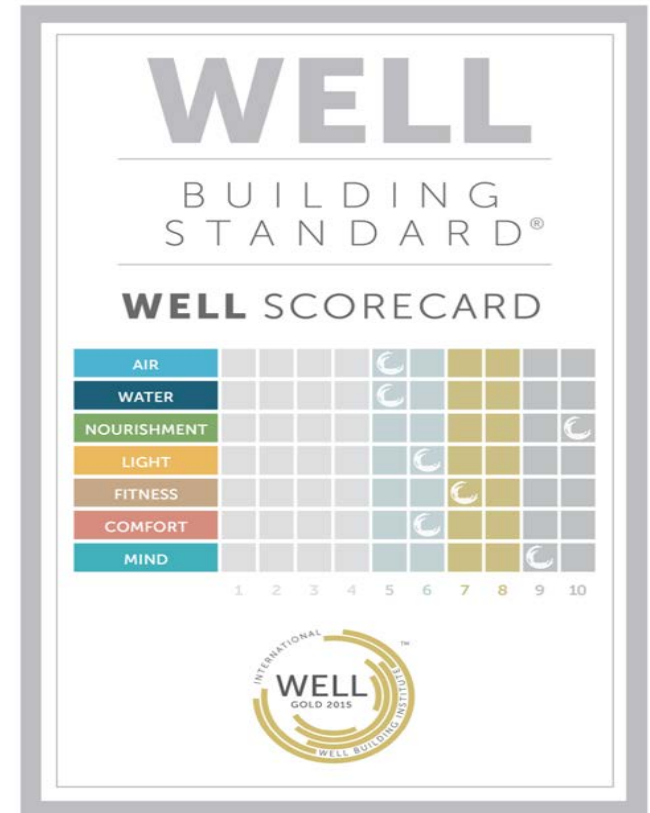 WELL
BUILDING
STANDARD®
WELL SCORECARD
AIR
WATER
NOURISHMENT
LIGHT
FITNESS
COMFORT
MIND
1 2 3 4 5 6 7 8 9 10
INTERNATIONAL
™
WELL
GOLD 2015
WELL BUILDING INSTITUTE